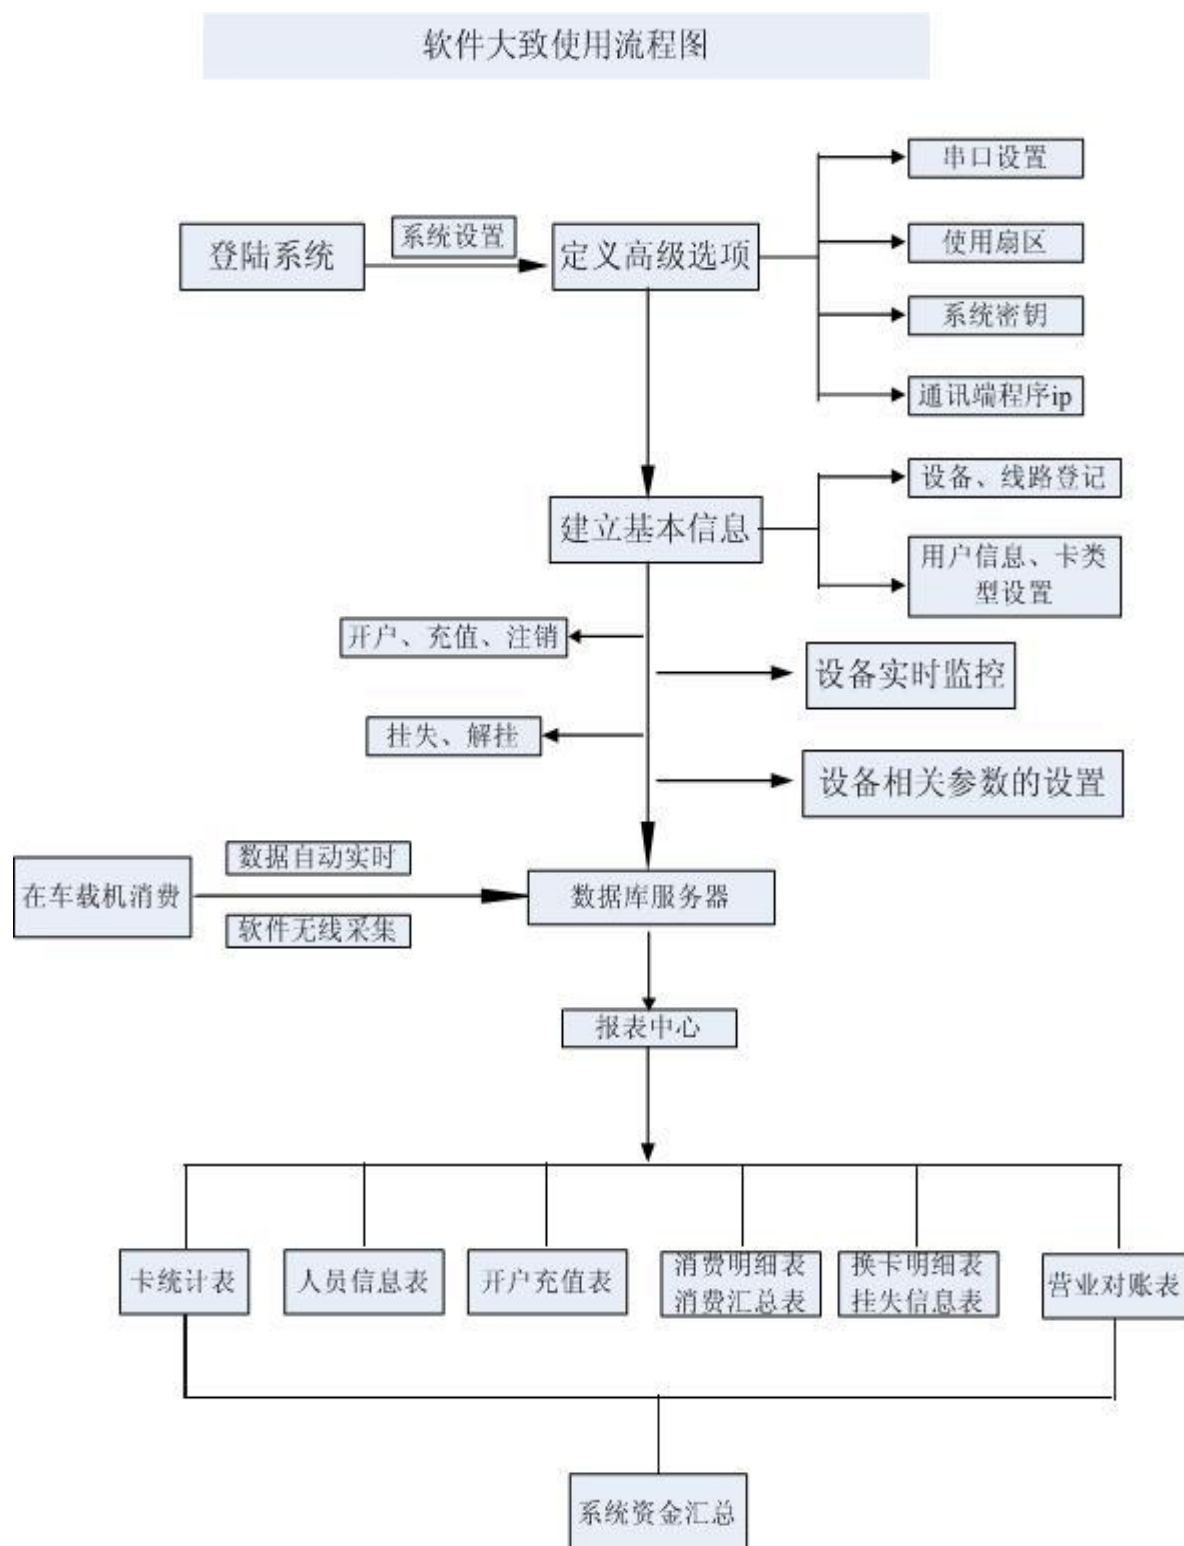 软件大致使用流程图
串口设置
系统设置
登陆系统
定义高级选项
使用扇区
系统密钥
通讯端程序ip
设备、线路登记
建立基本信息
用户信息、卡类
型设置
开户、充值、注销
设备实时监控
挂失、解挂
设备相关参数的设置
数据自动实时
在车载机消费
数据库服务器
软件无线采集
报表中心
卡统计表
人员信息表
开户充值表
消费明细表
消费汇总表
换卡明细表
挂失信息表
营业对账表
系统资金汇总